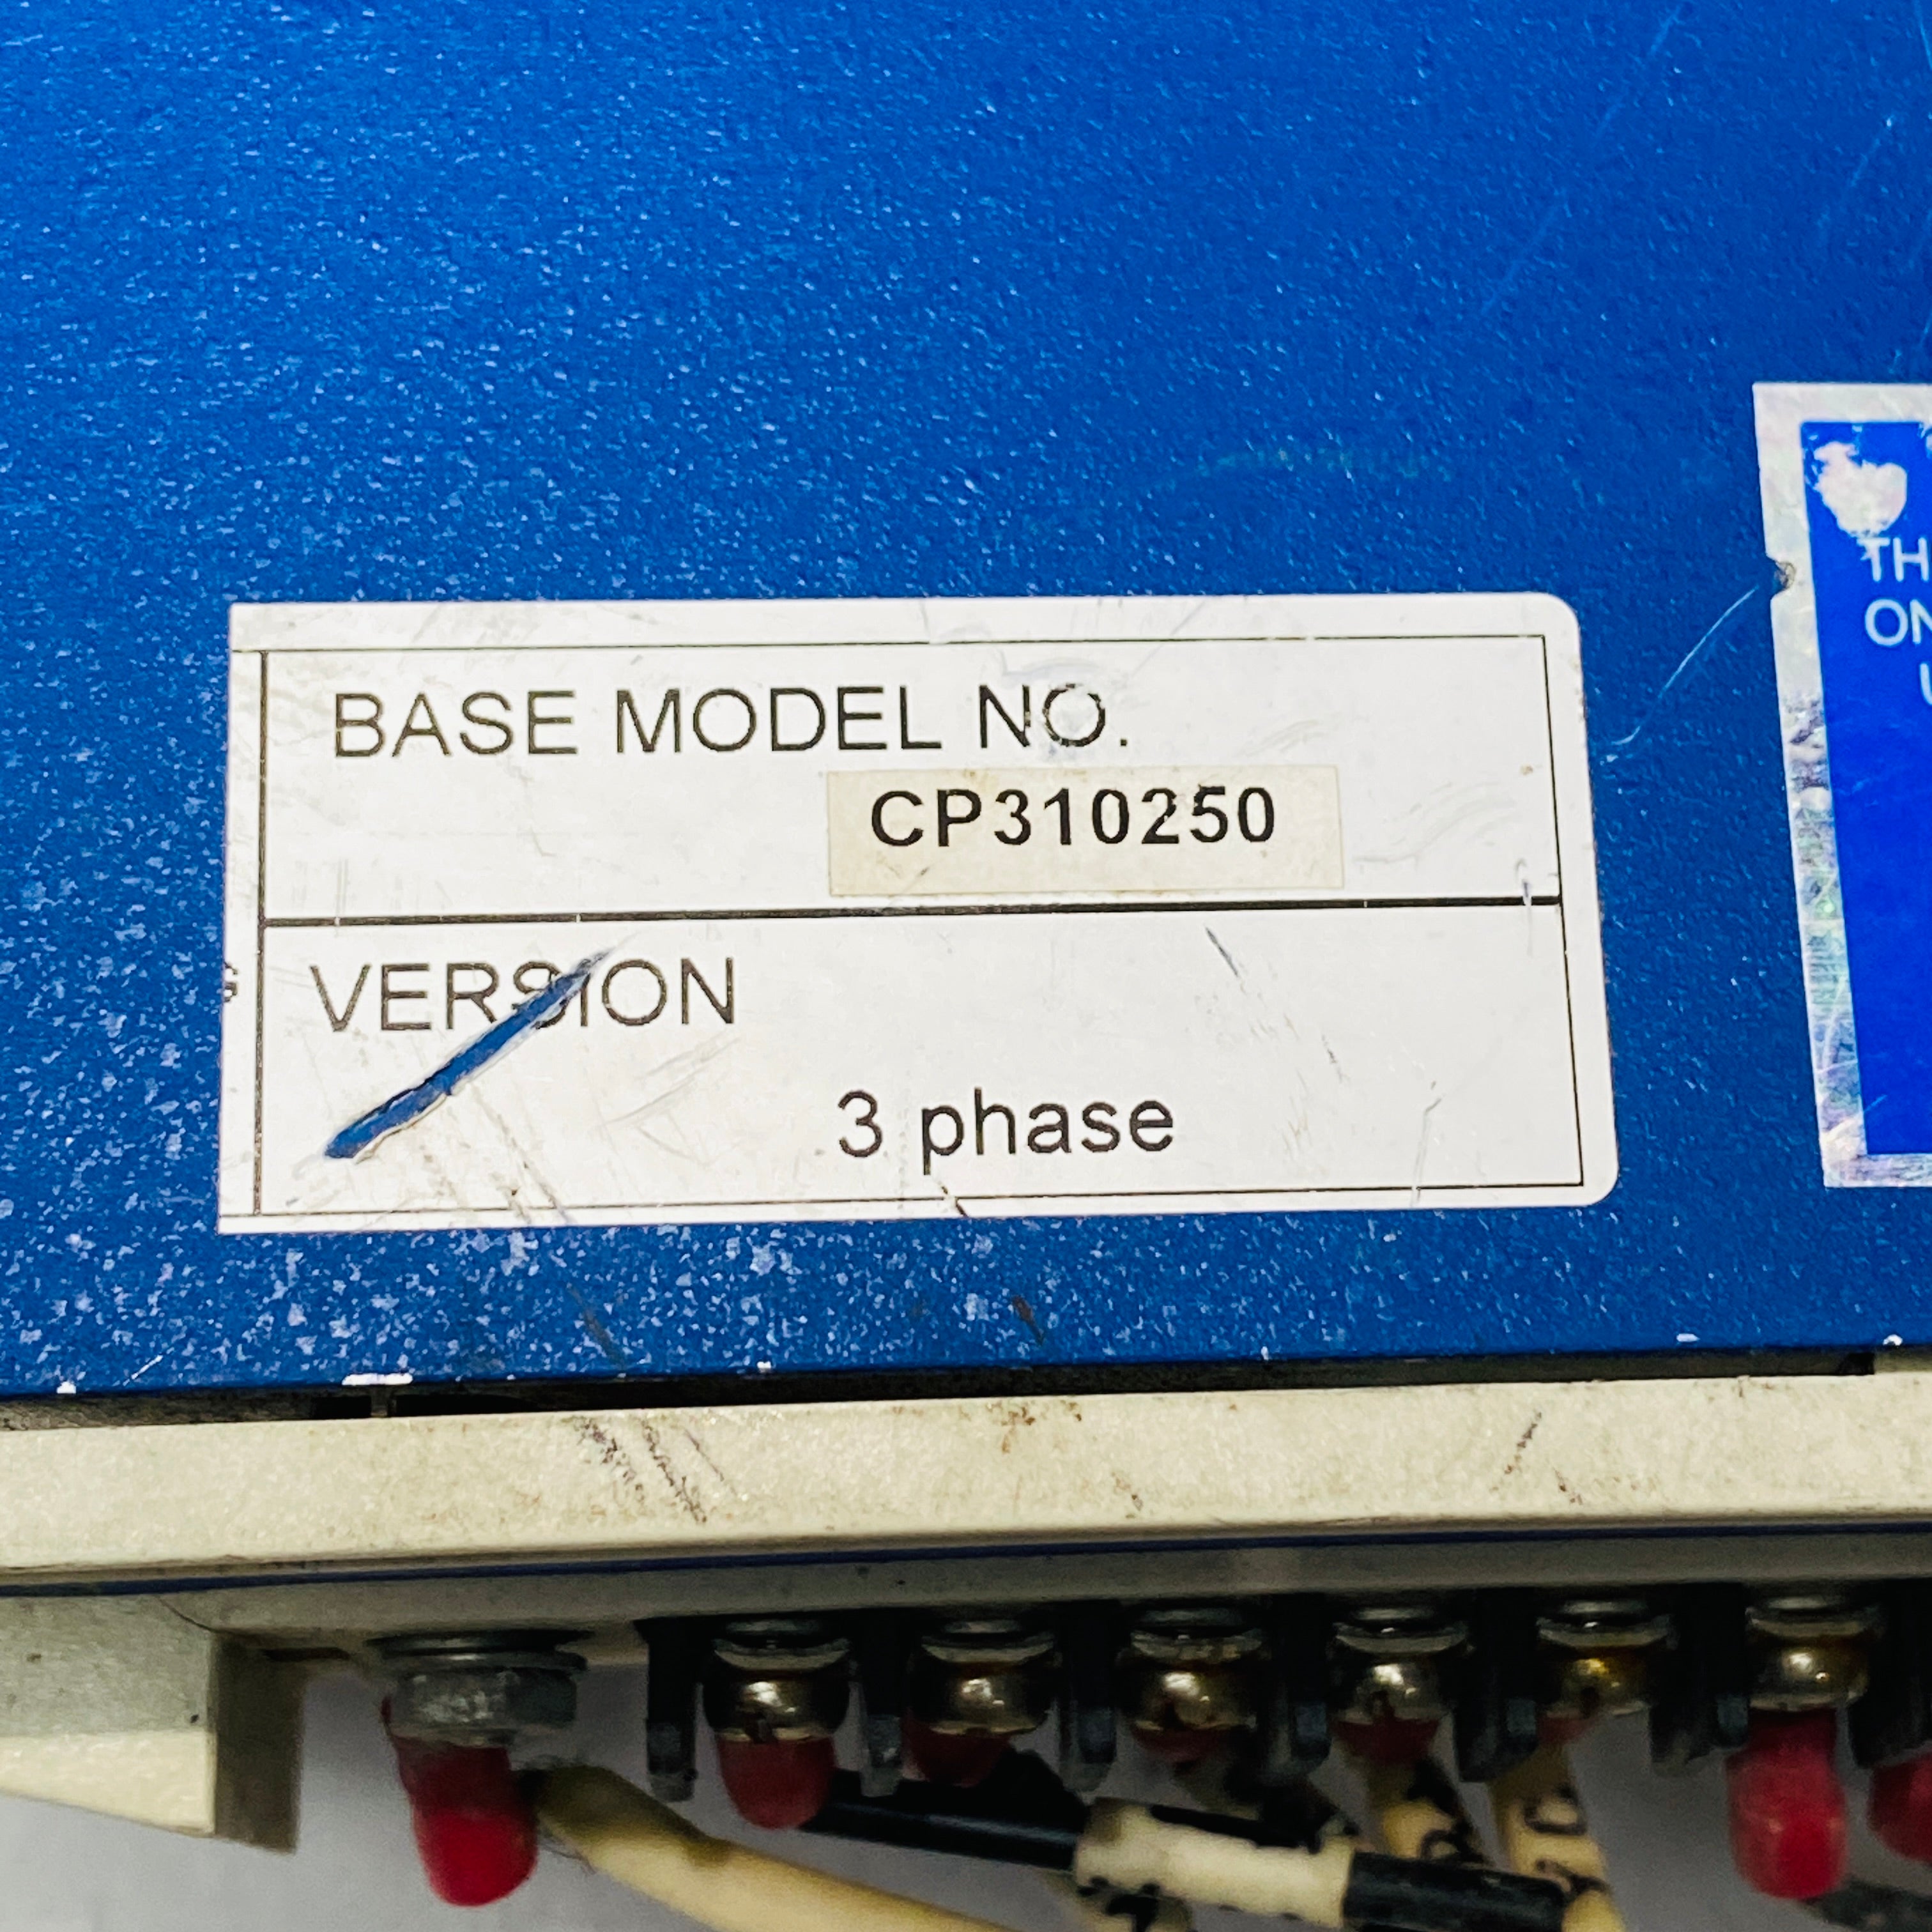 BASE MODEL NO.
CP310250
VERSION
3 phase